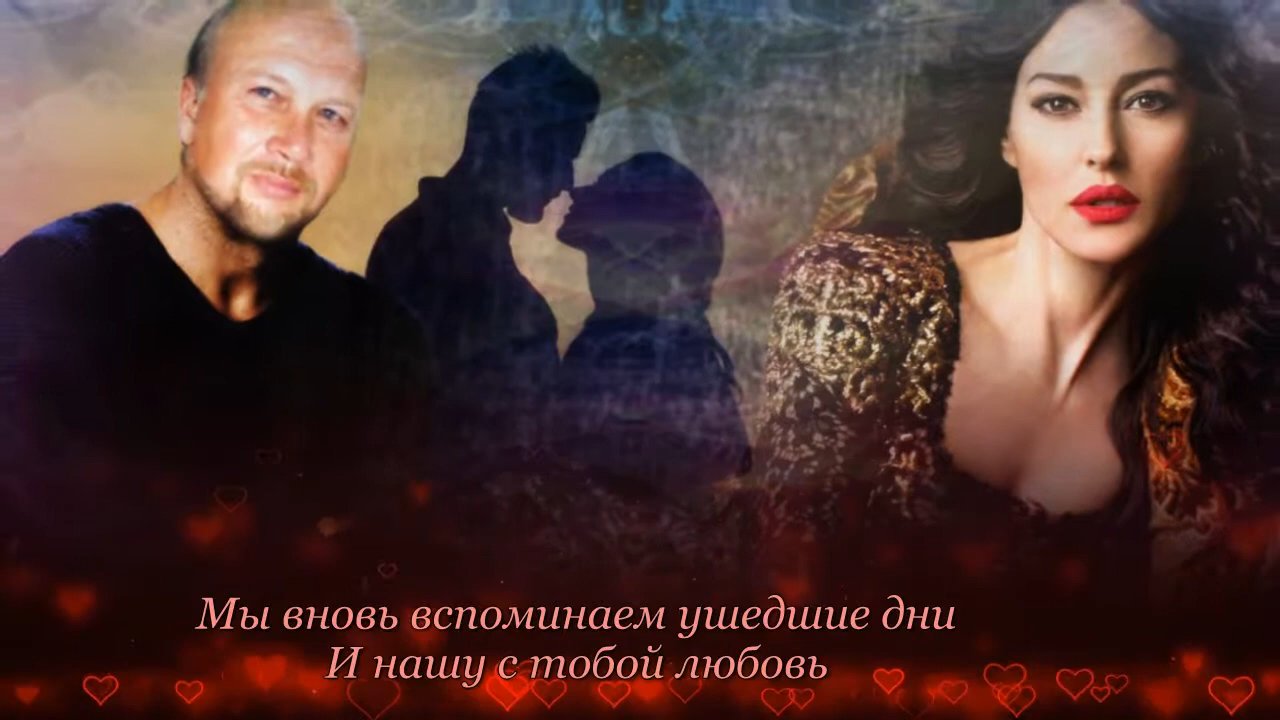 Мы вновь вспоминаем ушедшие дни
И нашу с тобой любовь